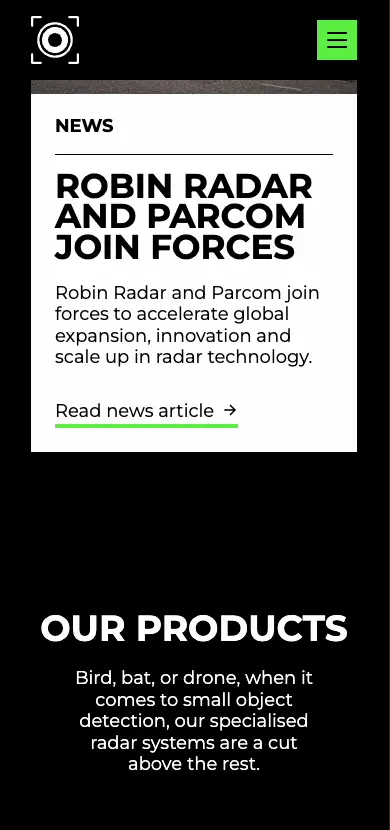 NEWS
ROBIN RADAR
AND PARCOM
JOIN FORCES
Robin Radar and Parcom join
forces to accelerate global
expansion, innovation and
scale up in radar technology.
Read news article →
OUR PRODUCTS
Bird, bat, or drone, when it
comes to small object
detection, our specialised
radar systems are a cut
above the rest.